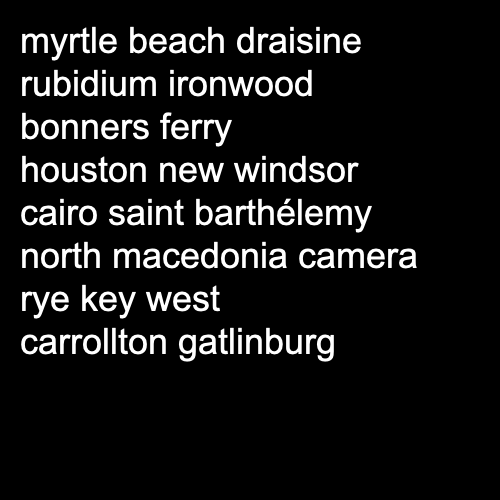 myrtle beach draisine
rubidium ironwood
bonners ferry
houston new windsor
cairo saint barthélemy
north macedonia camera
rye key west
carrollton gatlinburg